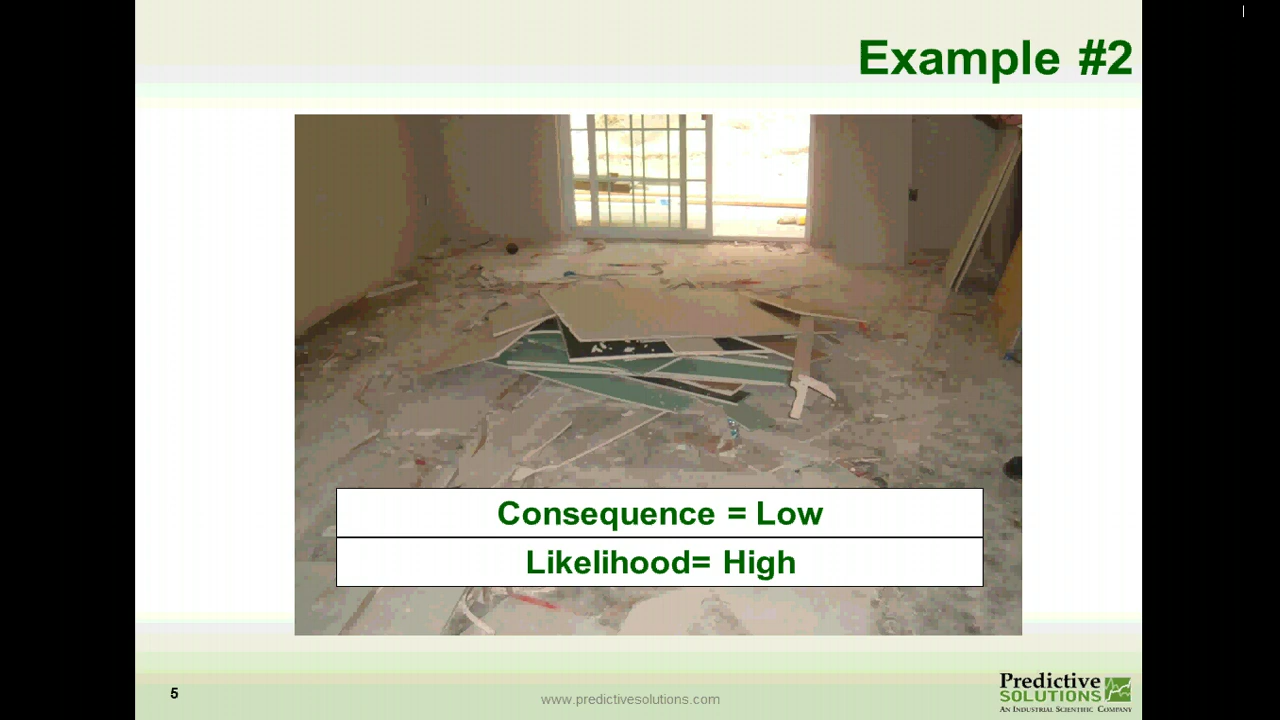 Example #2
Consequence = Low
Likelihood= High
5
www.predictivesolutions.com
Predictive
SOLUTIONS
AN INDUSTRIAL SCIENTIFIC COMPANY